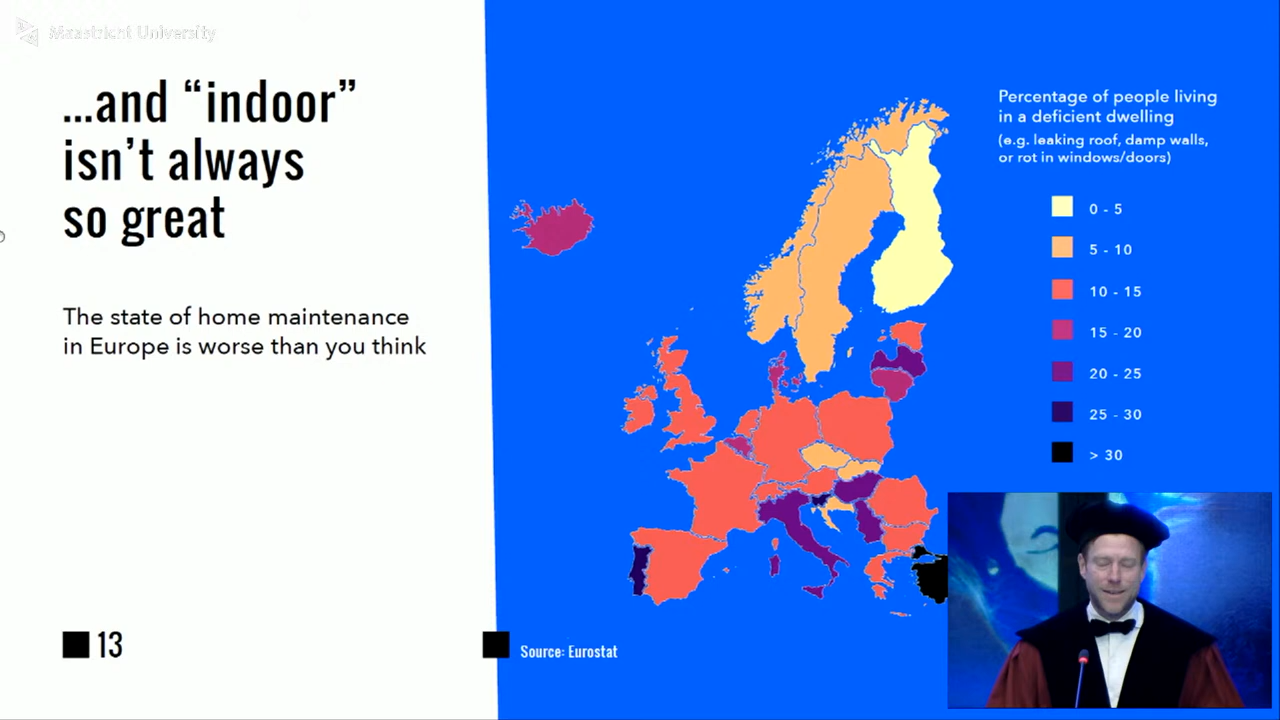 Maastricht University
...and “indoor”
isn’t always
so great
The state of home maintenance
in Europe is worse than you think
13
Source: Eurostat
Percentage of people living
in a deficient dwelling
(e.g. leaking roof, damp walls,
or rot in windows/doors)
0 - 5
5 - 10
10 - 15
15 - 20
20 - 25
25 - 30
> 30